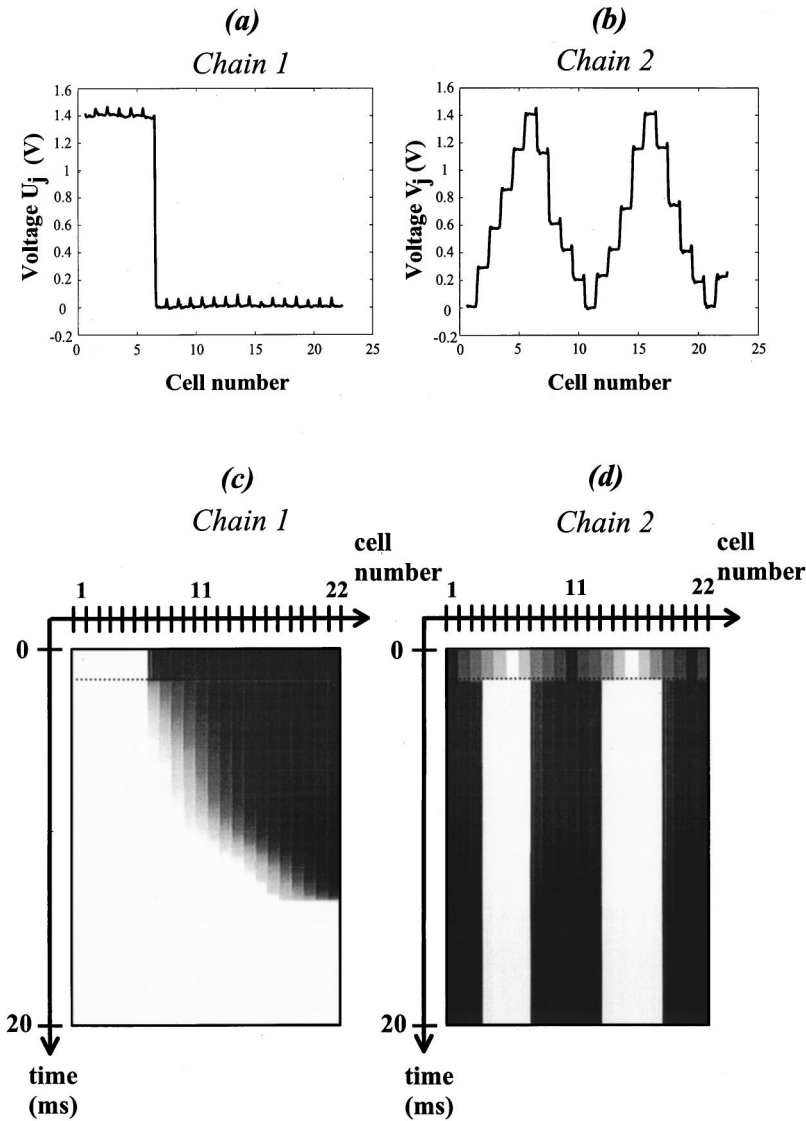 (a)
Chain 1
Voltage Uj (V)
1.6
1.4
1.2
1
0.8
0.6
0.4
0.2
0
-0.2
0 5 10 15 20 25
Cell number
(b)
Chain 2
Voltage Vj (V)
1.6
1.4
1.2
1
0.8
0.6
0.4
0.2
0
-0.2
0 5 10 15 20 25
Cell number
(c)
Chain 1
cell
number
1 11 22
0
20
time
(ms)
(d)
Chain 2
cell
number
1 11 22
0
20
time
(ms)